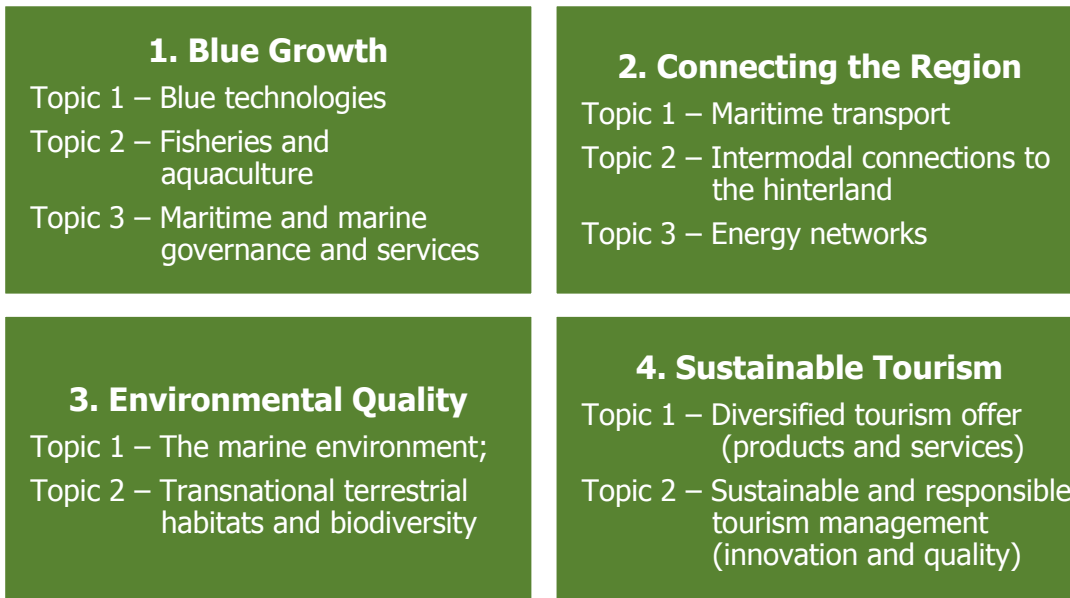 1. Blue Growth
Topic 1 – Blue technologies
Topic 2 – Fisheries and
aquaculture
Topic 3 – Maritime and marine
governance and services
2. Connecting the Region
Topic 1 – Maritime transport
Topic 2 – Intermodal connections to
the hinterland
Topic 3 – Energy networks
3. Environmental Quality
Topic 1 – The marine environment;
Topic 2 – Transnational terrestrial
habitats and biodiversity
4. Sustainable Tourism
Topic 1 – Diversified tourism offer
(products and services)
Topic 2 – Sustainable and responsible
tourism management
(innovation and quality)